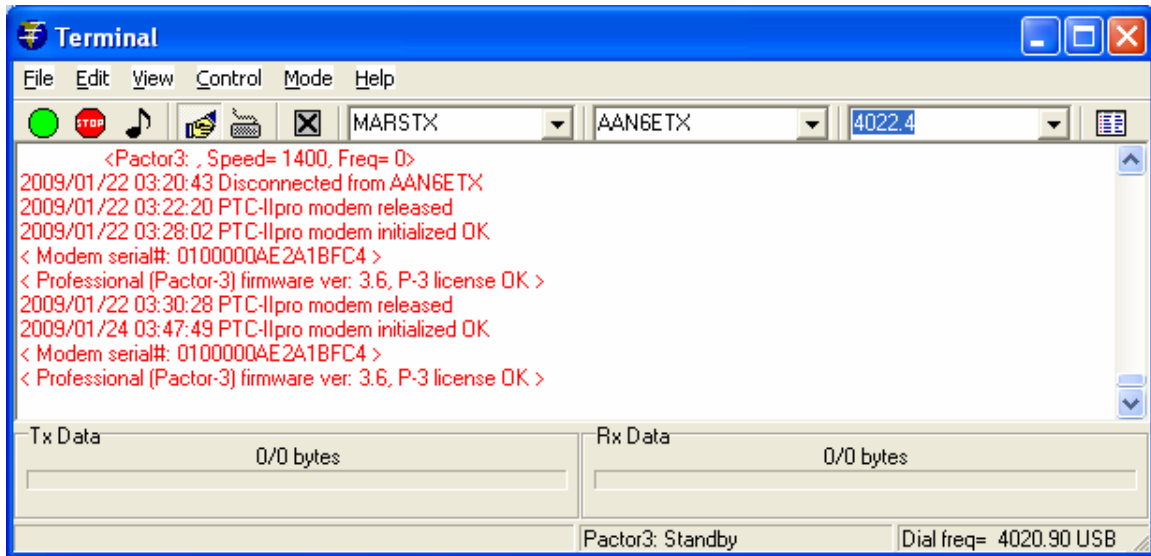 Terminal
File Edit View Control Mode Help
STOP MARSTX AAN6ETX 4022.4
<Pactor3: , Speed= 1400, Freq= 0>
2009/01/22 03:20:43 Disconnected from AAN6ETX
2009/01/22 03:22:20 PTC-IIpro modem released
2009/01/22 03:28:02 PTC-IIpro modem initialized OK
< Modem serial#: 0100000AE2A1BFC4 >
< Professional (Pactor-3) firmware ver: 3.6, P-3 license OK >
2009/01/22 03:30:28 PTC-IIpro modem released
2009/01/24 03:47:49 PTC-IIpro modem initialized OK
< Modem serial#: 0100000AE2A1BFC4 >
< Professional (Pactor-3) firmware ver: 3.6, P-3 license OK >
Tx Data Rx Data
0/0 bytes 0/0 bytes
Pactor3: Standby Dial freq= 4020.90 USB